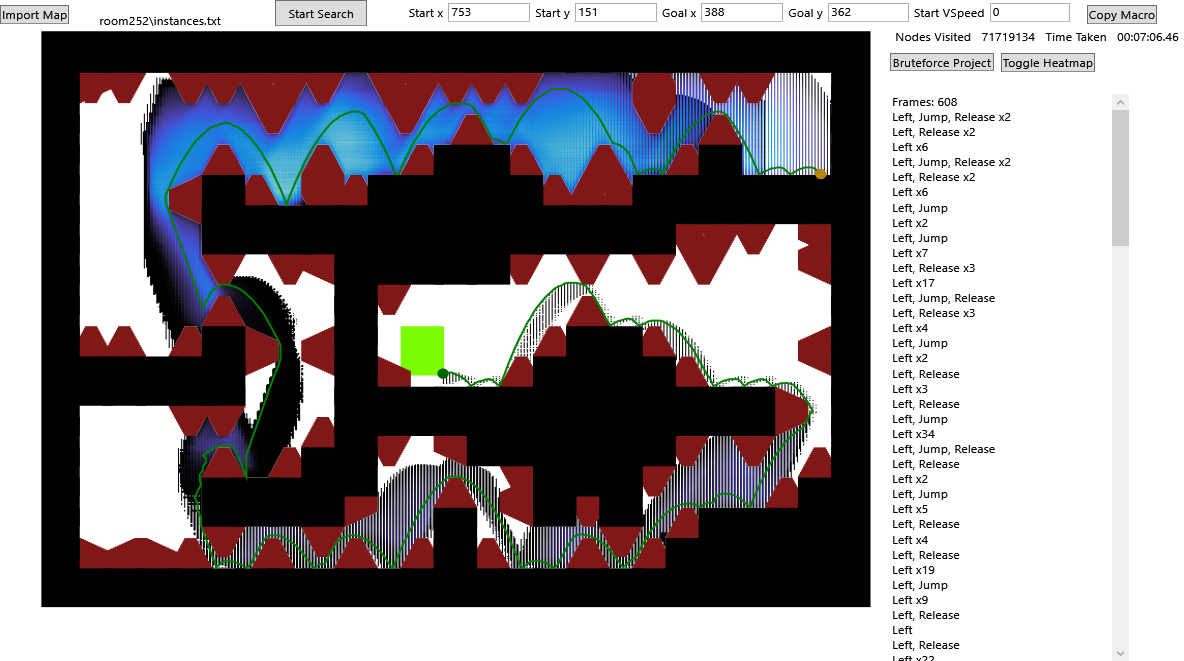 Import Map
room252\instances.txt
Start Search
Start x 753 Start y 151 Goal x 388 Goal y 362 Start VSpeed 0
Copy Macro
Nodes Visited 71719134 Time Taken 00:07:06.46
Bruteforce Project Toggle Heatmap
Frames: 608
Left, Jump, Release x2
Left, Release x2
Left x6
Left, Jump, Release x2
Left, Release x2
Left x6
Left, Jump
Left x2
Left, Jump
Left x7
Left, Release x3
Left x17
Left, Jump, Release
Left, Release x3
Left x4
Left, Jump
Left x2
Left, Release
Left x3
Left, Release
Left, Jump
Left x34
Left, Jump, Release
Left, Release
Left x2
Left, Jump
Left x5
Left, Release
Left x4
Left, Release
Left x19
Left, Jump
Left x9
Left, Release
Left
Left, Release
Left x22